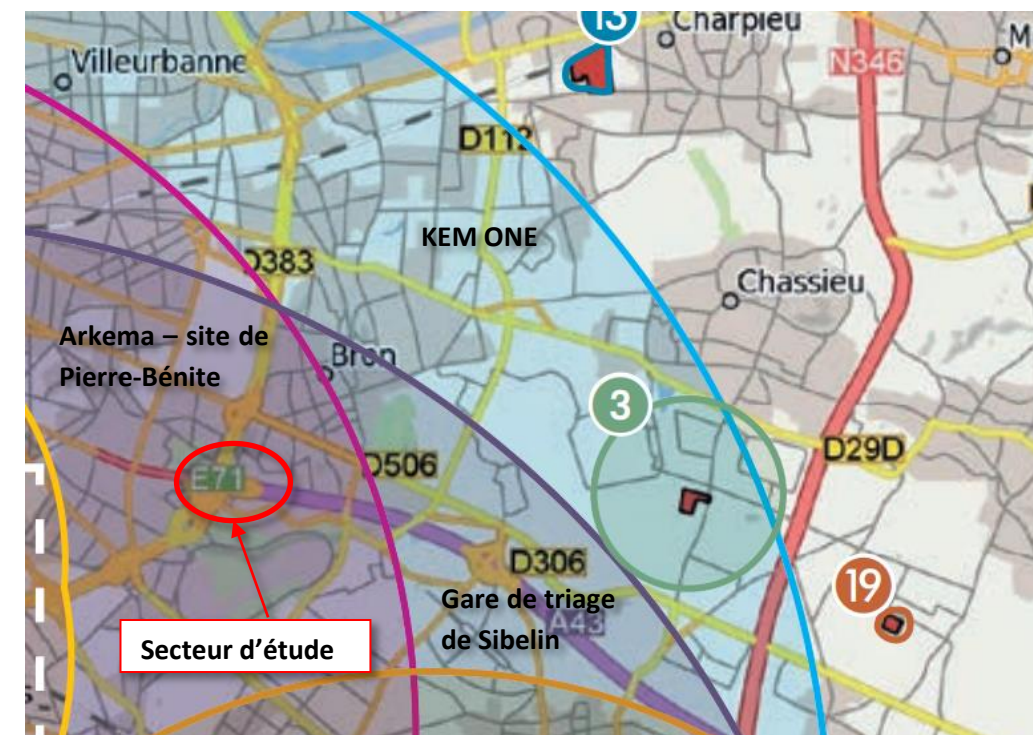 13
Charpieu
M
Villeurbanne
N346
D112
KEM ONE
D383
Chassieu
Arkema – site de
Pierre-Bénite
Bron
3
D29D
D506
E71
D306
19
Gare de triage
de Sibelin
A43
Secteur d'étude